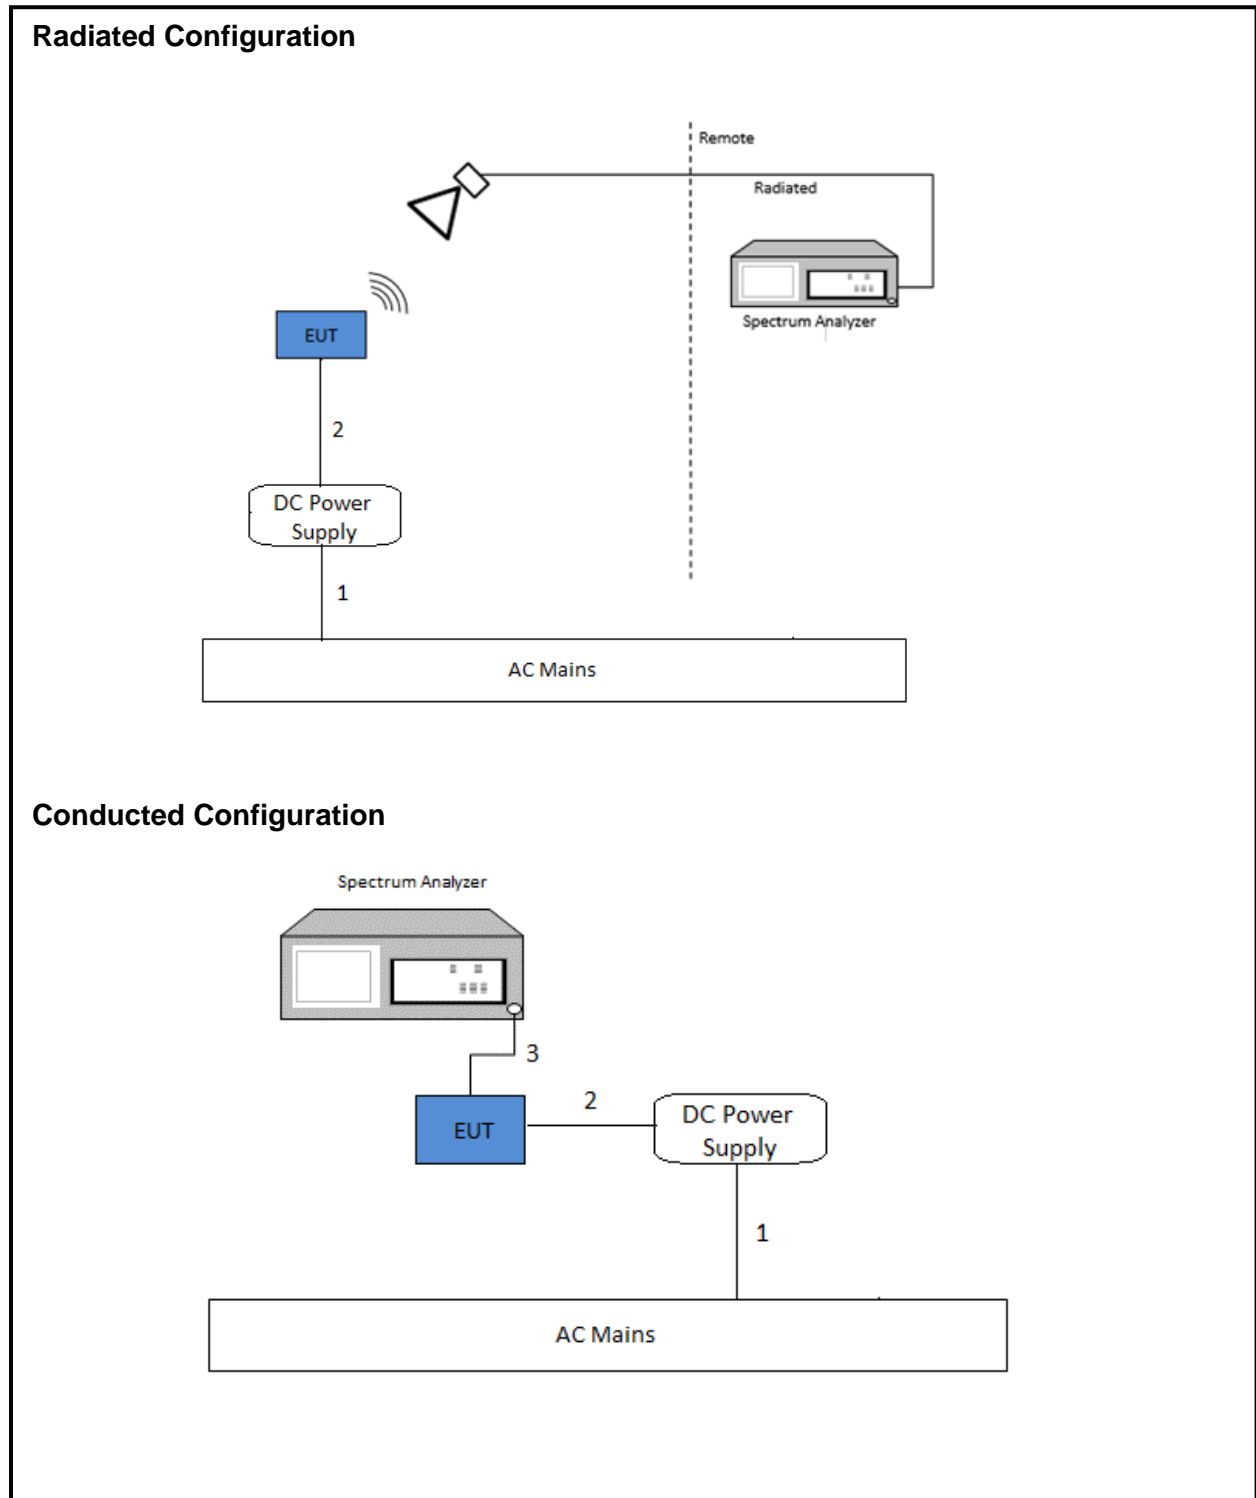 Radiated Configuration
Remote
Radiated
Spectrum Analyzer
EUT
2
DC Power
Supply
1
AC Mains
Conducted Configuration
Spectrum Analyzer
3
EUT
2
DC Power
Supply
1
AC Mains